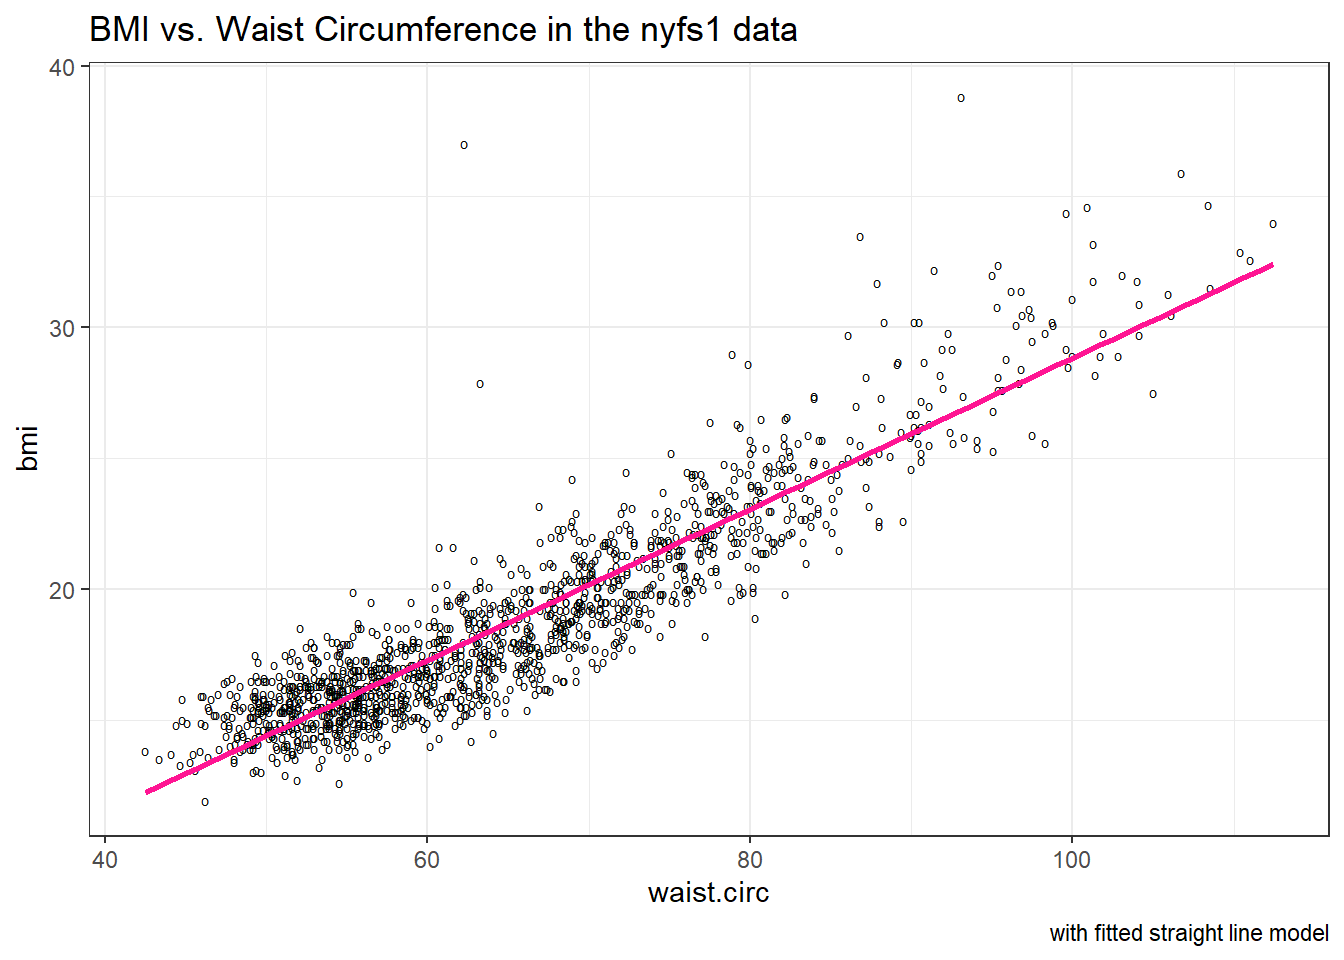 BMI vs. Waist Circumference in the nyfs1 data
40
30
20
bmi
40 60 80 100
waist.circ
with fitted straight line model